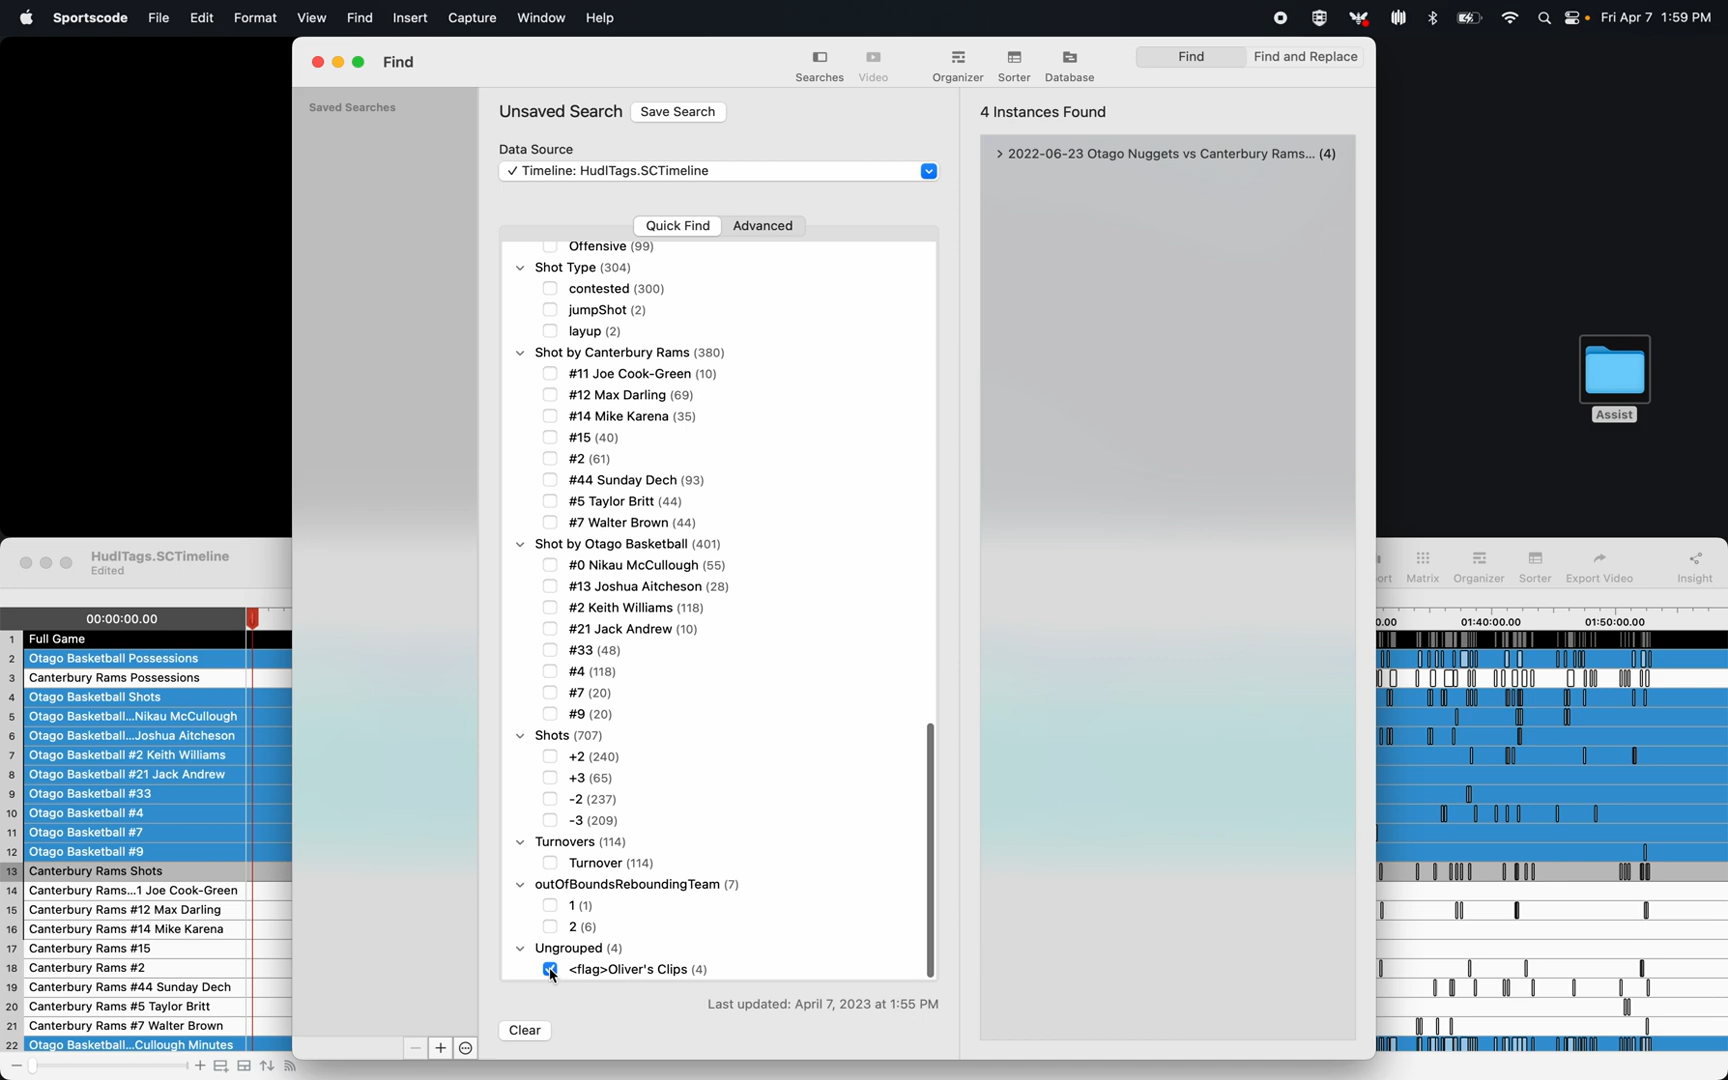 Sportscode File Edit Format View Find Insert Capture Window Help Fri Apr 7 1:59 PM
Find
Searches Video Organizer Sorter Database
Find Find and Replace
Saved Searches
Unsaved Search Save Search
Data Source
✓ Timeline: HudlTags.SCTimeline
Quick Find Advanced
Offensive (99)
Shot Type (304)
contested (300)
jumpShot (2)
layup (2)
Shot by Canterbury Rams (380)
#11 Joe Cook-Green (10)
#12 Max Darling (69)
#14 Mike Karena (35)
#15 (40)
#2 (61)
#44 Sunday Dech (93)
#5 Taylor Britt (44)
#7 Walter Brown (44)
Shot by Otago Basketball (401)
#0 Nikau McCullough (55)
#13 Joshua Aitcheson (28)
#2 Keith Williams (118)
#21 Jack Andrew (10)
#33 (48)
#4 (118)
#7 (20)
#9 (20)
Shots (707)
+2 (240)
+3 (65)
-2 (237)
-3 (209)
Turnovers (114)
Turnover (114)
outOfBoundsReboundingTeam (7)
1 (1)
2 (6)
Ungrouped (4)
<flag>Oliver's Clips (4)
Last updated: April 7, 2023 at 1:55 PM
Clear
4 Instances Found
> 2022-06-23 Otago Nuggets vs Canterbury Rams... (4)
Assist
HudlTags.SCTimeline
Edited
00:00:00.00
1 Full Game
2 Otago Basketball Possessions
3 Canterbury Rams Possessions
4 Otago Basketball Shots
5 Otago Basketball...Nikau McCullough
6 Otago Basketball...Joshua Aitcheson
7 Otago Basketball #2 Keith Williams
8 Otago Basketball #21 Jack Andrew
9 Otago Basketball #33
10 Otago Basketball #4
11 Otago Basketball #7
12 Otago Basketball #9
13 Canterbury Rams Shots
14 Canterbury Rams...1 Joe Cook-Green
15 Canterbury Rams #12 Max Darling
16 Canterbury Rams #14 Mike Karena
17 Canterbury Rams #15
18 Canterbury Rams #2
19 Canterbury Rams #44 Sunday Dech
20 Canterbury Rams #5 Taylor Britt
21 Canterbury Rams #7 Walter Brown
22 Otago Basketball...Cullough Minutes
ort Matrix Organizer Sorter Export Video Insight
0.00 01:40:00.00 01:50:00.00